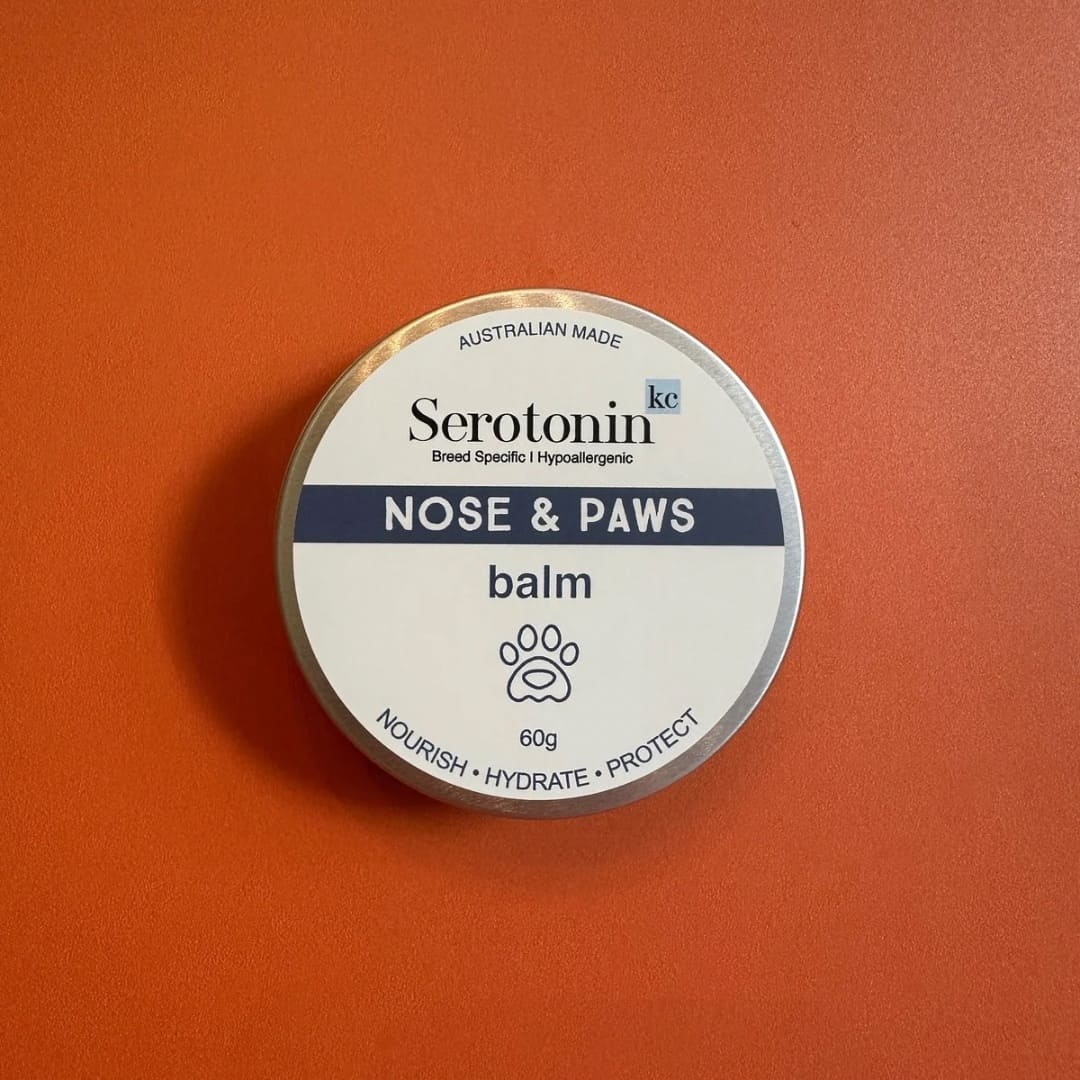 AUSTRALIAN MADE
Serotonin kc
Breed Specific I Hypoallergenic
NOSE & PAWS
balm
60g
NOURISH • HYDRATE • PROTECT